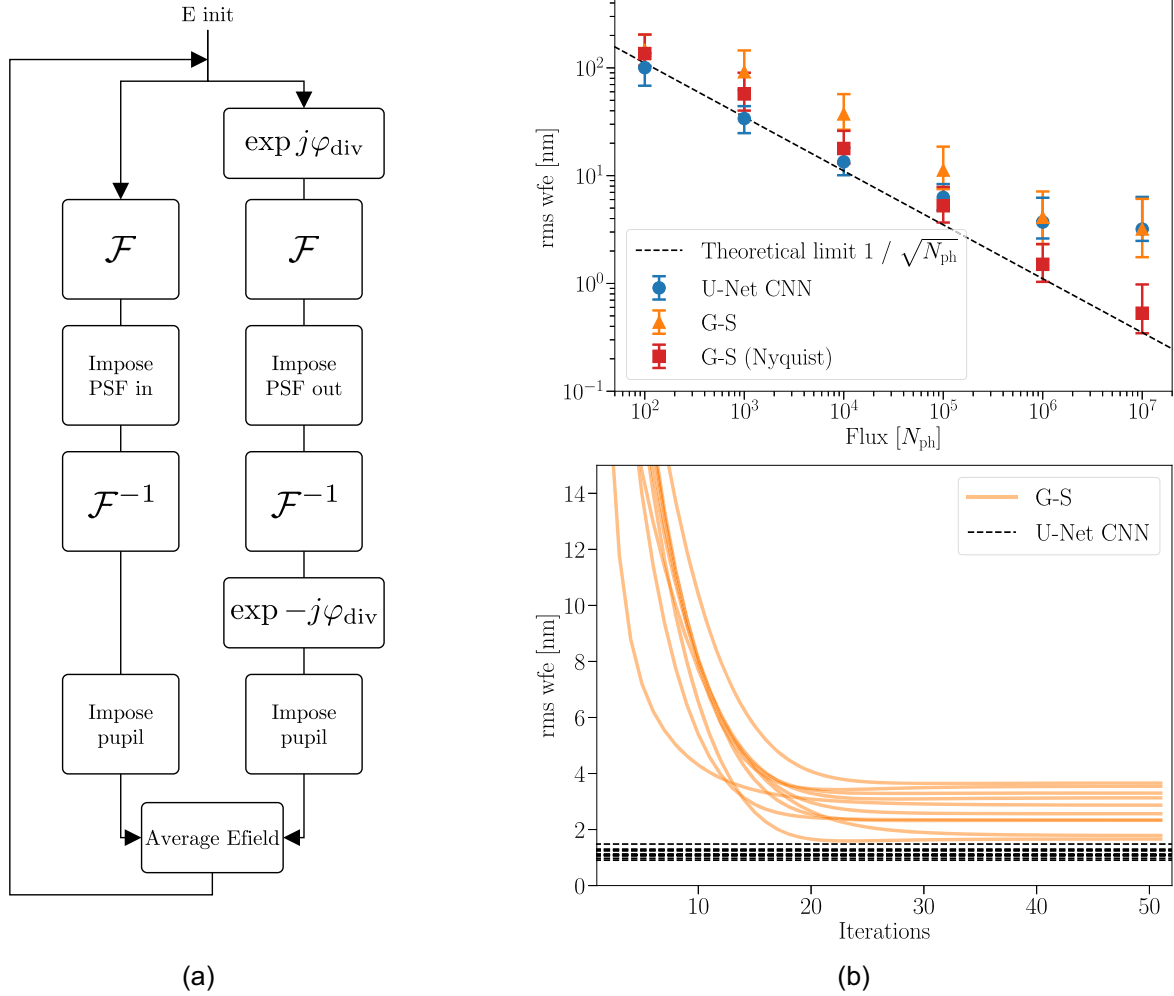 E init
exp jφdiv
F
F
Impose
PSF in
Impose
PSF out
F−1
F−1
exp −jφdiv
Impose
pupil
Impose
pupil
Average Efield
(a)
rms wfe [nm]
10^2
10^1
10^0
10^−1
Theoretical limit 1 / √Nph
U-Net CNN
G-S
G-S (Nyquist)
10^2 10^3 10^4 10^5 10^6 10^7
Flux [Nph]
rms wfe [nm]
14
12
10
8
6
4
2
0
G-S
U-Net CNN
10 20 30 40 50
Iterations
(b)